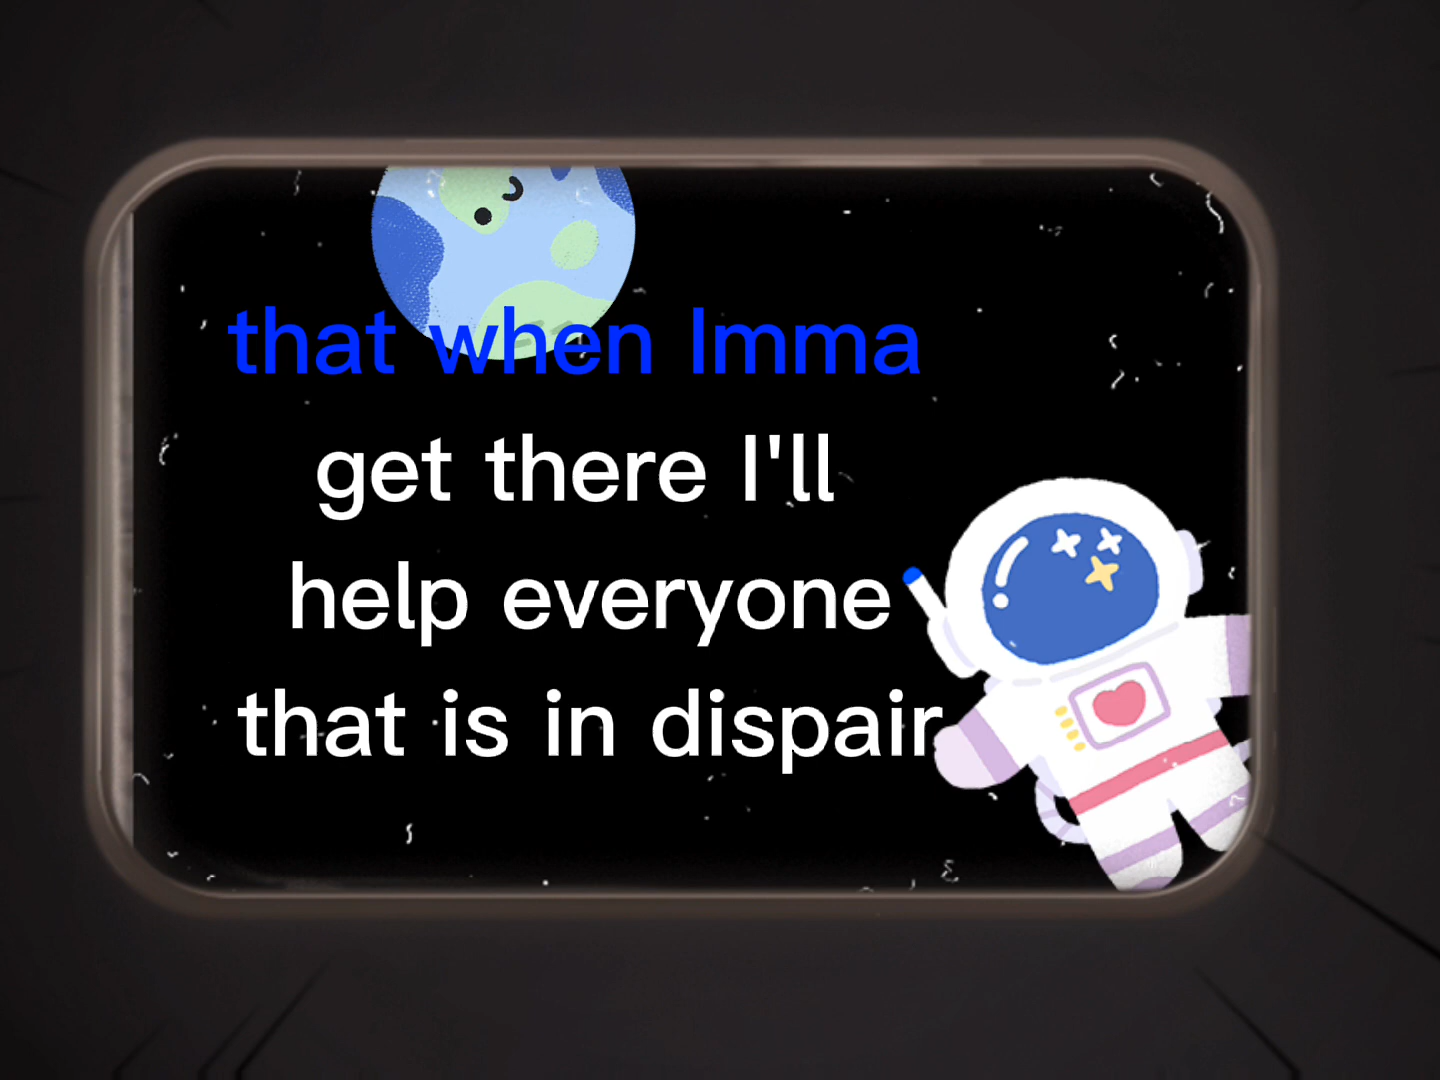 that when Imma
get there I'll
help everyone
that is in dispair